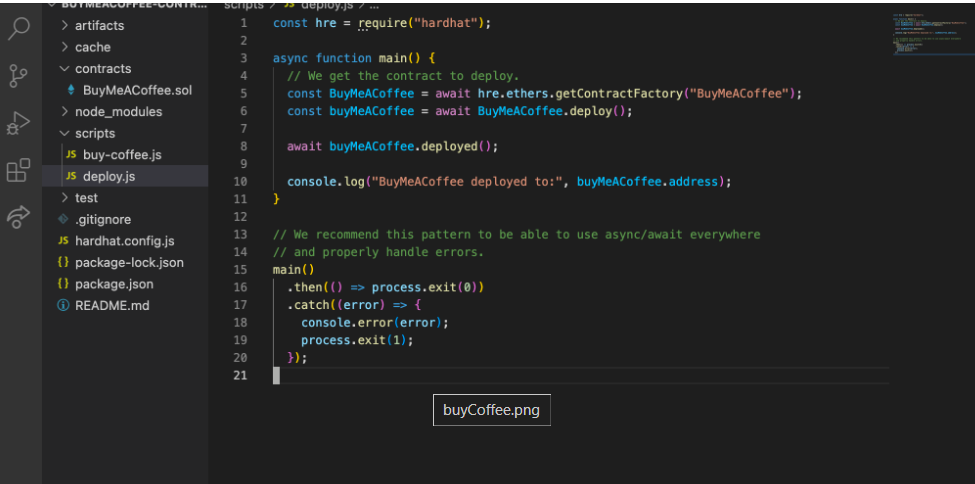 BUYMEACOFFEE-CONTR...
artifacts
cache
contracts
BuyMeACoffee.sol
node_modules
scripts
JS buy-coffee.js
JS deploy.js
test
.gitignore
JS hardhat.config.js
{} package-lock.json
{} package.json
README.md
scripts > JS deploy.js > ...
1 const hre = require("hardhat");
2
3 async function main() {
4 // We get the contract to deploy.
5 const BuyMeACoffee = await hre.ethers.getContractFactory("BuyMeACoffee");
6 const buyMeACoffee = await BuyMeACoffee.deploy();
7
8 await buyMeACoffee.deployed();
9
10 console.log("BuyMeACoffee deployed to:", buyMeACoffee.address);
11 }
12
13 // We recommend this pattern to be able to use async/await everywhere
14 // and properly handle errors.
15 main()
16 .then(() => process.exit(0))
17 .catch((error) => {
18 console.error(error);
19 process.exit(1);
20 });
21
buyCoffee.png